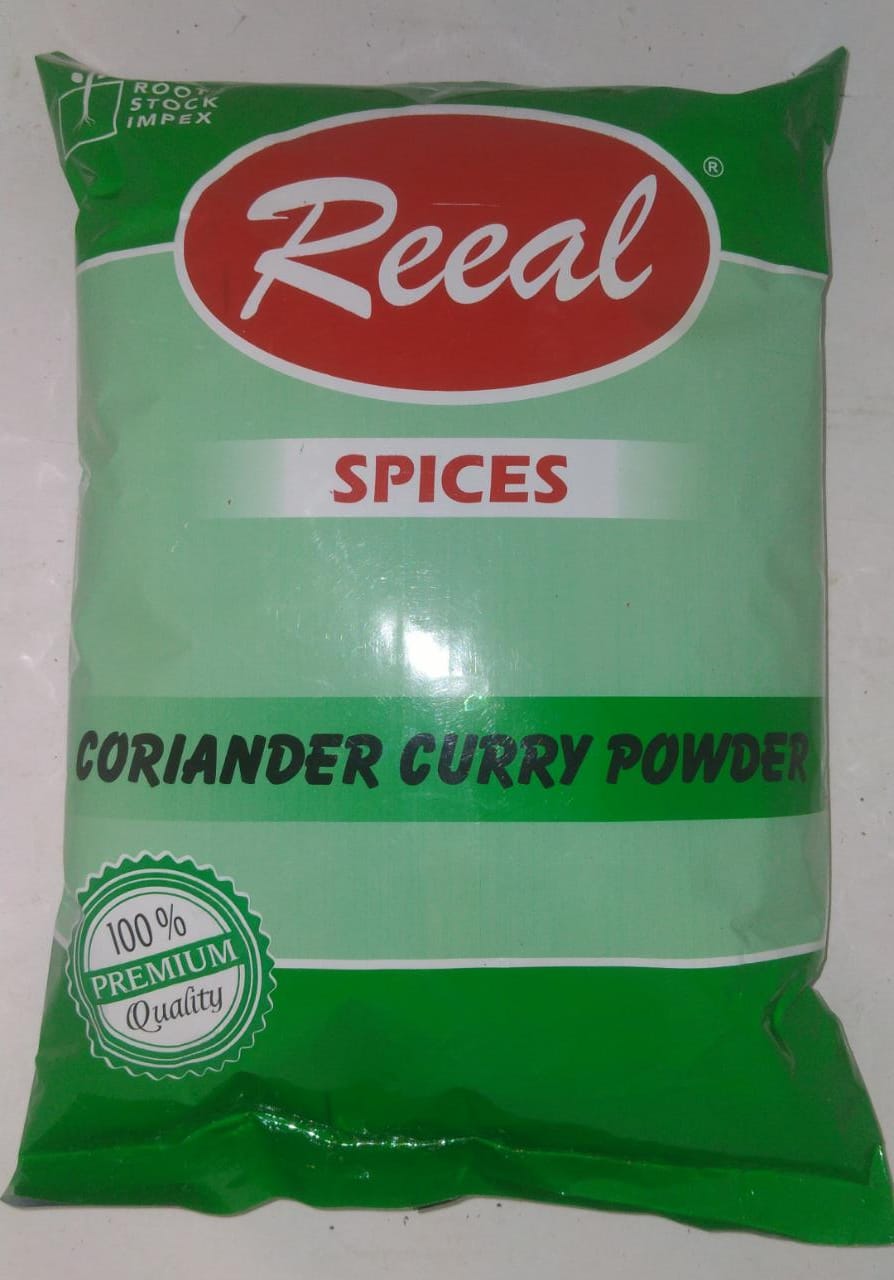 ROOT
STOCK
IMPEX
Reeal
®
SPICES
CORIANDER CURRY POWDER
100%
PREMIUM
Quality